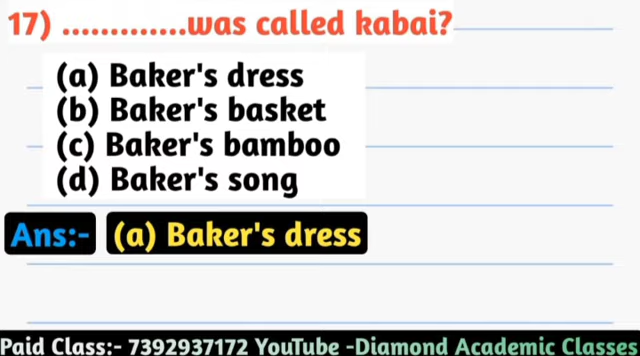 17) .............was called kabai?
(a) Baker's dress
(b) Baker's basket
(c) Baker's bamboo
(d) Baker's song
Ans:- (a) Baker's dress
Paid Class:- 7392937172 YouTube -Diamond Academic Classes